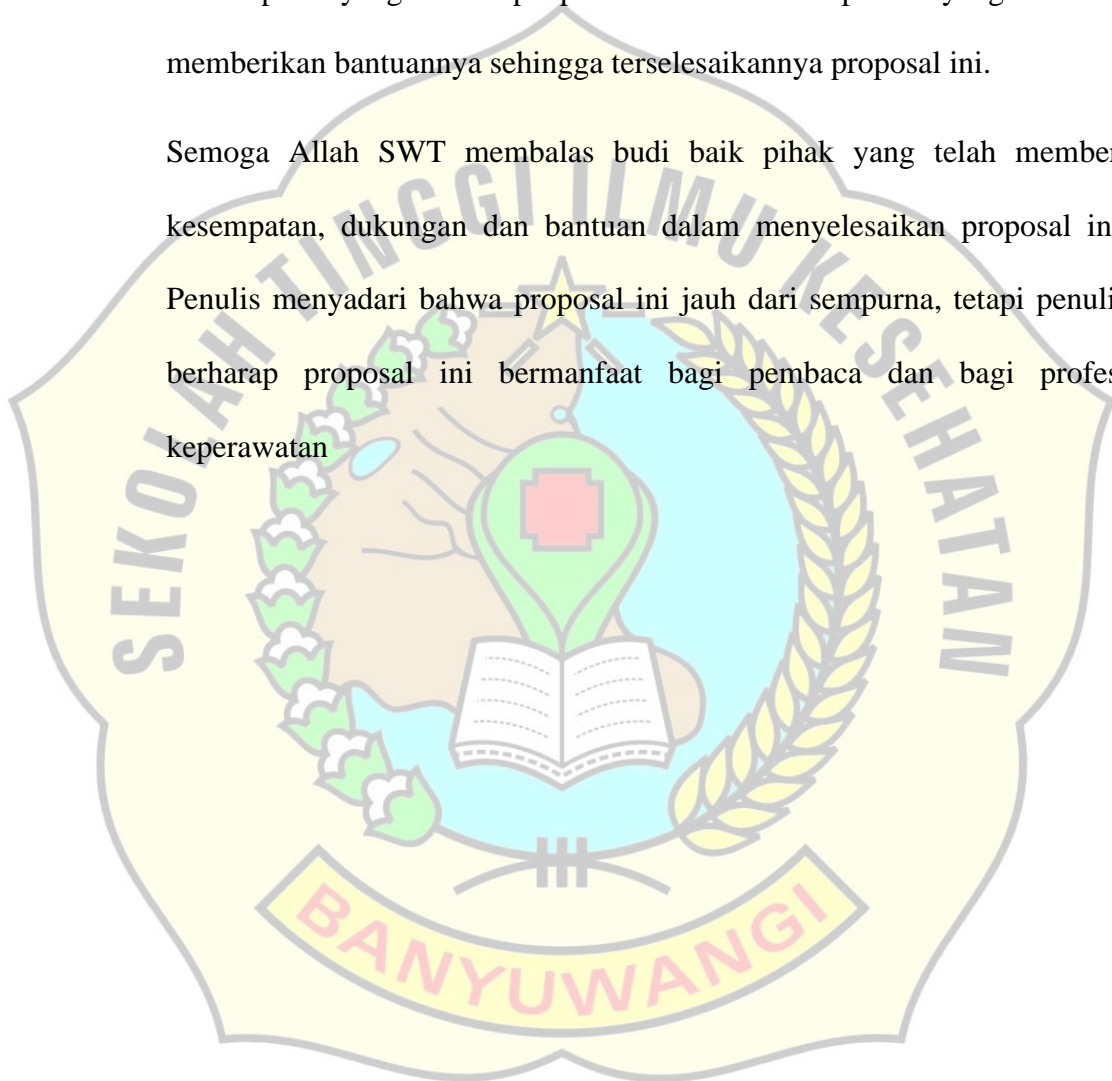 memberikan bantuannya sehingga terselesaikannya proposal ini.
Semoga Allah SWT membalas budi baik pihak yang telah member
kesempatan, dukungan dan bantuan dalam menyelesaikan proposal in
Penulis menyadari bahwa proposal ini jauh dari sempurna, tetapi penuli
berharap proposal ini bermanfaat bagi pembaca dan bagi profes
keperawatan
SEKOLAH TINGGI ILMU KESEHATAN
BANYUWANGI